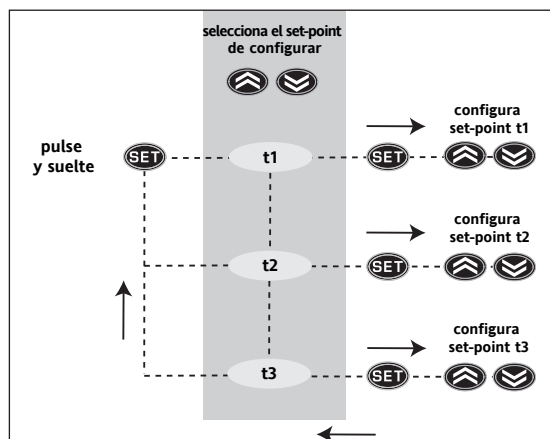 selecciona el set-point
de configurar
pulse
y suelte
SET
t1
SET
configura
set-point t1
t2
SET
configura
set-point t2
t3
SET
configura
set-point t3